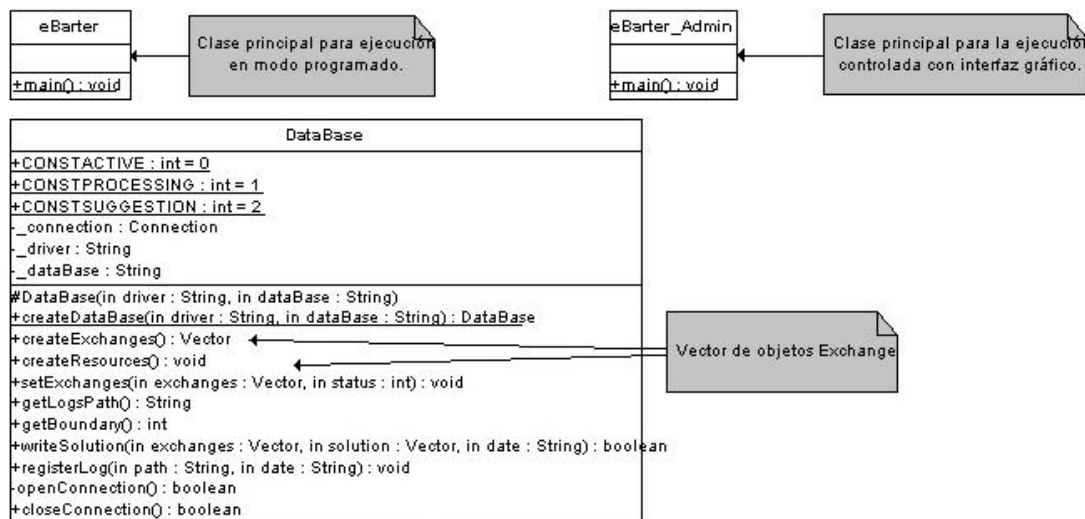 eBarter
+main() : void
Clase principal para ejecución
en modo programado.
eBarter_Admin
+main() : void
Clase principal para la ejecución
controlada con interfaz gráfico.
DataBase
+CONSTACTIVE : int = 0
+CONSTPROCESSING : int = 1
+CONSTSUGGESTION : int = 2
-_connection : Connection
-_driver : String
-_dataBase : String
#DataBase(in driver : String, in dataBase : String)
+createDataBase(in driver : String, in dataBase : String) : DataBase
+createExchanges() : Vector
+createResources() : void
+setExchanges(in exchanges : Vector, in status : int) : void
+getLogsPath() : String
+getBoundary() : int
+writeSolution(in exchanges : Vector, in solution : Vector, in date : String) : boolean
+registerLog(in path : String, in date : String) : void
-openConnection() : boolean
+closeConnection() : boolean
Vector de objetos Exchange